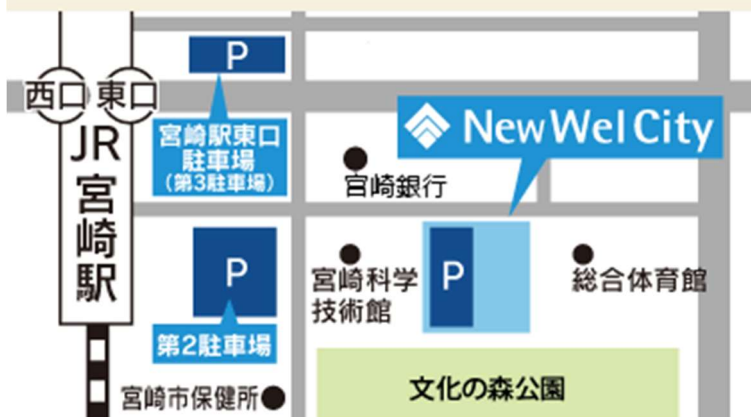 P
西口
東口
宮崎駅東口
駐車場
(第3駐車場)
New Wel City
JR
宮崎駅
宮崎銀行
P
宮崎科学
技術館
P
総合体育館
第2駐車場
宮崎市保健所
文化の森公園